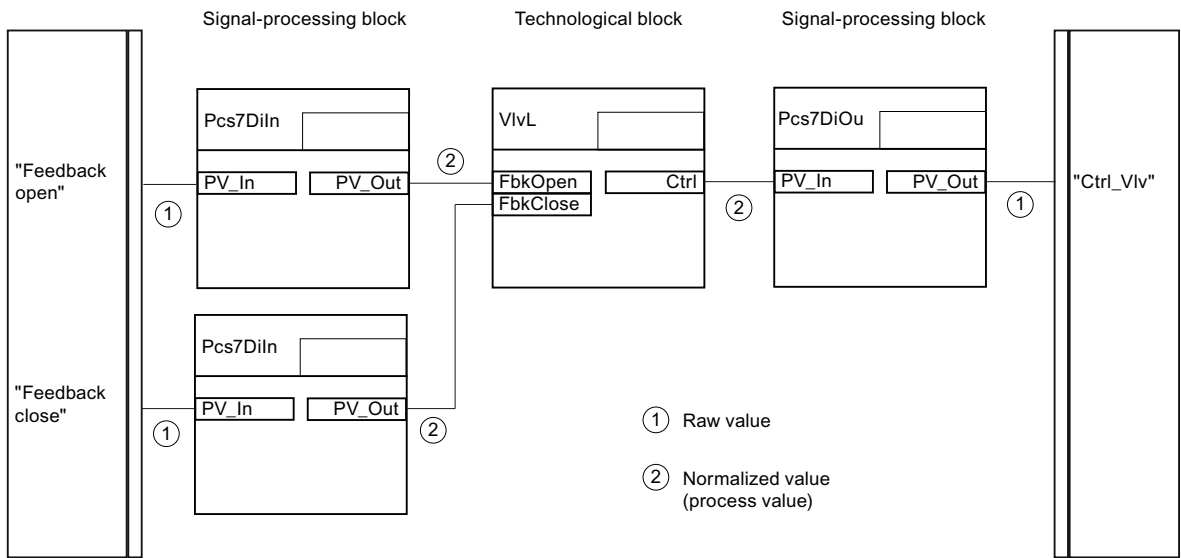 Signal-processing block
Technological block
Signal-processing block
Pcs7DiIn
VlvL
Pcs7DiOu
"Feedback
open"
PV_In
PV_Out
2
FbkOpen
Ctrl
PV_In
PV_Out
"Ctrl_Vlv"
FbkClose
1
2
1
Pcs7DiIn
"Feedback
close"
PV_In
PV_Out
1
2
1 Raw value
2 Normalized value
(process value)